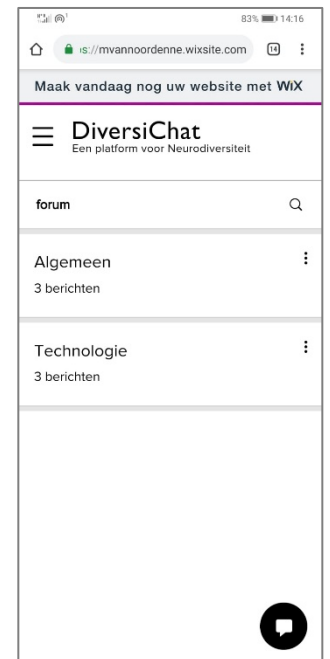 83% 14:16
s://mvannoordenne.wixsite.com 14
Maak vandaag nog uw website met WiX
DiversiChat
Een platform voor Neurodiversiteit
forum
Algemeen
3 berichten
Technologie
3 berichten